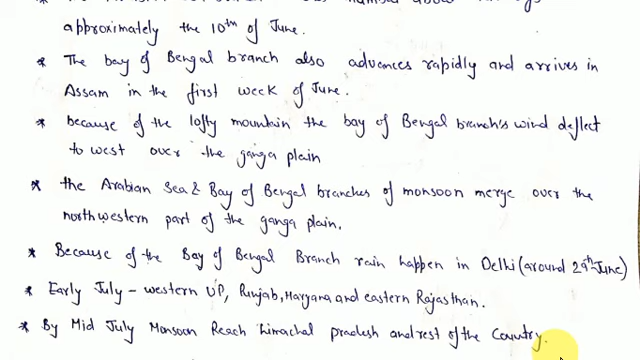 approximately the 10th of June.
* The bay of Bengal branch also advances rapidly and arrives in
Assam in the first week of June.
* because of the lofty mountain the bay of Bengal branch's wind deflect
to west over the ganga plain
* the Arabian Sea & Bay of Bengal branches of monsoon merge over the
northwestern part of the ganga plain.
* Because of the Bay of Bengal Branch rain happen in Delhi (around 29th June)
* Early July - western UP, Punjab, Haryana and eastern Rajasthan.
* By Mid July Monsoon Reach himachal pradesh and rest of the Country.